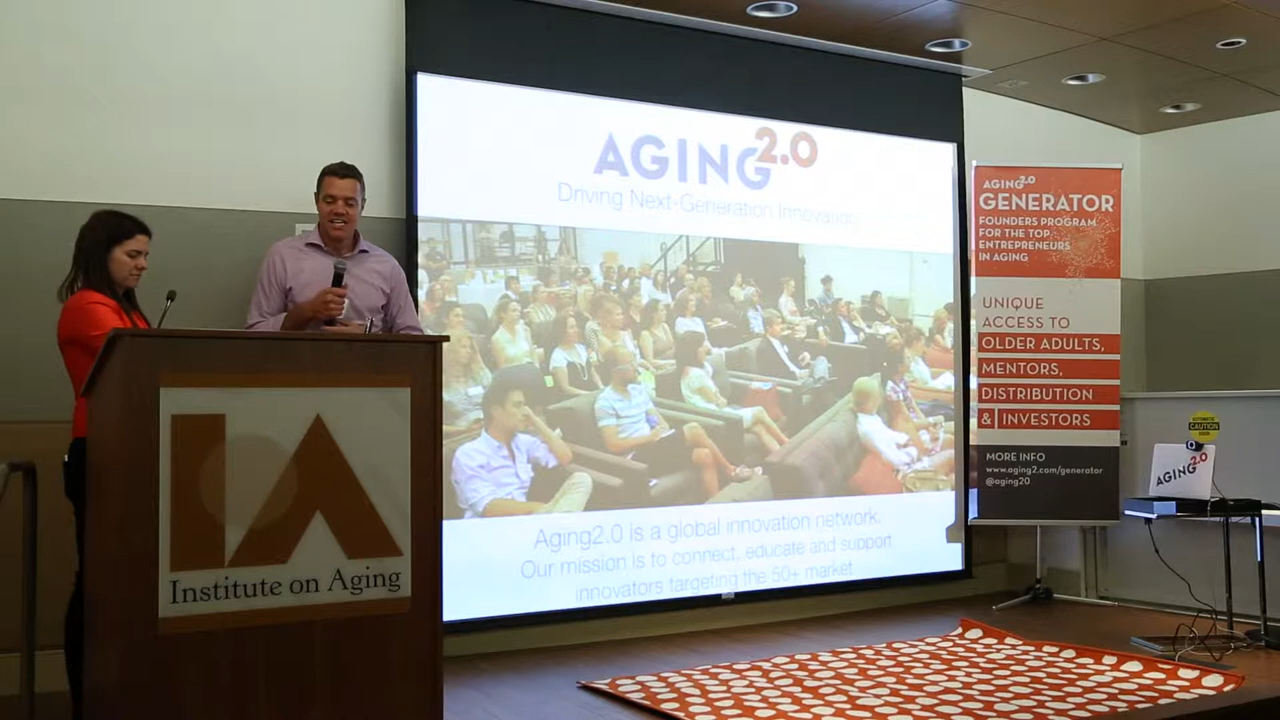 AGING2.0
Driving Next-Generation Innovation
Aging2.0 is a global innovation network.
Our mission is to connect, educate and support
innovators targeting the 50+ market
IA
Institute on Aging
AGING2.0
GENERATOR
FOUNDERS PROGRAM
FOR THE TOP
ENTREPRENEURS
IN AGING
UNIQUE
ACCESS TO
OLDER ADULTS,
MENTORS,
DISTRIBUTION
& INVESTORS
MORE INFO
www.aging2.com/generator
@aging20
CAUTION
AGING2.0